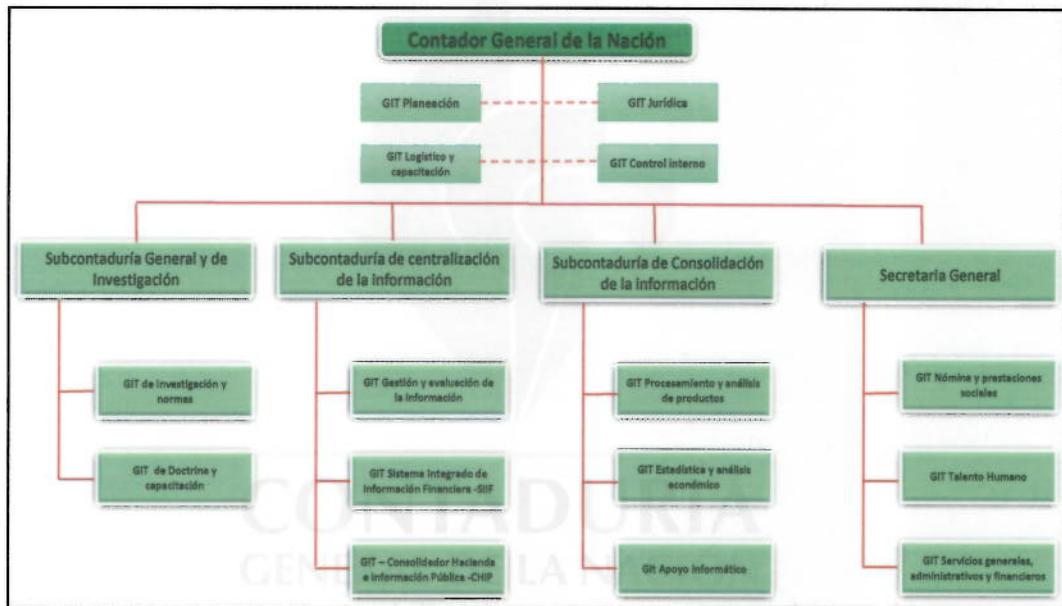 Contador General de la Nación
GIT Planeación
GIT Jurídica
GIT Logístico y
capacitación
GIT Control interno
Subcontaduría General y de
Investigación
Subcontaduría de centralización
de la información
Subcontaduría de Consolidación
de la información
Secretaria General
GIT de Investigación y
normas
GIT de Doctrina y
capacitación
GIT Gestión y evaluación de
la información
GIT Sistema Integrado de
Información Financiera -SIIF
GIT – Consolidador Hacienda
e Información Pública -CHIP
GIT Procesamiento y análisis
de productos
GIT Estadística y análisis
económico
Git Apoyo informático
GIT Nómina y prestaciones
sociales
GIT Talento Humano
GIT Servicios generales,
administrativos y financieros
CONTADURÍA
LA